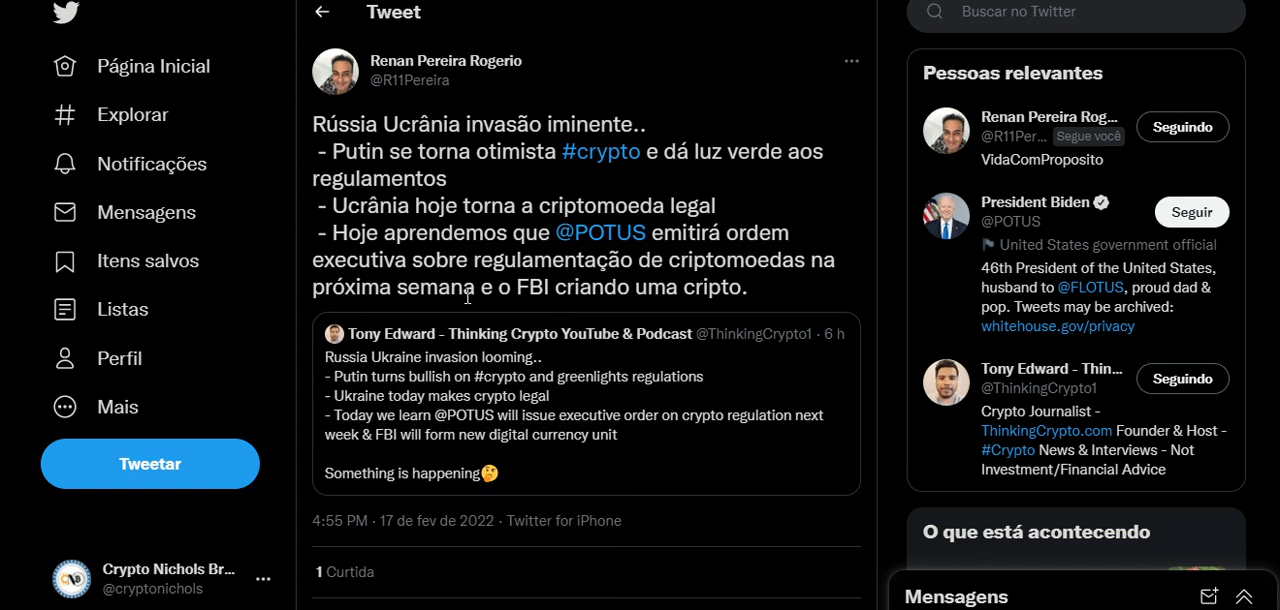 Tweet
Buscar no Twitter
Página Inicial
Explorar
Notificações
Mensagens
Itens salvos
Listas
Perfil
Mais
Tweetar
Crypto Nichols Br...
@cryptonichols
Renan Pereira Rogerio
@R11Pereira
Rússia Ucrânia invasão iminente..
- Putin se torna otimista #crypto e dá luz verde aos
regulamentos
- Ucrânia hoje torna a criptomoeda legal
- Hoje aprendemos que @POTUS emitirá ordem
executiva sobre regulamentação de criptomoedas na
próxima semana e o FBI criando uma cripto.
Tony Edward - Thinking Crypto YouTube & Podcast @ThinkingCrypto1 · 6 h
Russia Ukraine invasion looming..
- Putin turns bullish on #crypto and greenlights regulations
- Ukraine today makes crypto legal
- Today we learn @POTUS will issue executive order on crypto regulation next
week & FBI will form new digital currency unit
Something is happening🤔
4:55 PM · 17 de fev de 2022 · Twitter for iPhone
1 Curtida
Pessoas relevantes
Renan Pereira Rog...
@R11Per... Segue você
Seguindo
VidaComProposito
President Biden
@POTUS
Seguir
United States government official
46th President of the United States,
husband to @FLOTUS, proud dad &
pop. Tweets may be archived:
whitehouse.gov/privacy
Tony Edward - Thin...
@ThinkingCrypto1
Seguindo
Crypto Journalist -
ThinkingCrypto.com Founder & Host -
#Crypto News & Interviews - Not
Investment/Financial Advice
O que está acontecendo
Mensagens